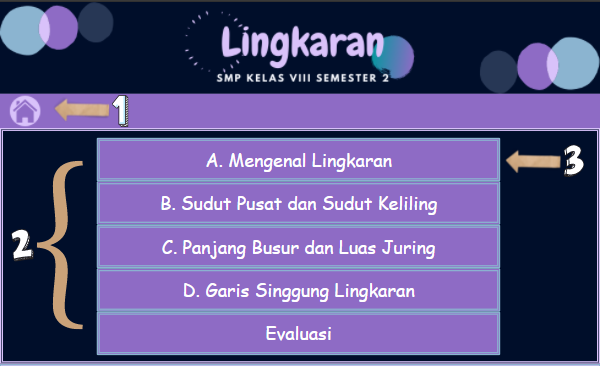 Lingkaran
SMP KELAS VIII SEMESTER 2
1
A. Mengenal Lingkaran
3
B. Sudut Pusat dan Sudut Keliling
2
C. Panjang Busur dan Luas Juring
D. Garis Singgung Lingkaran
Evaluasi